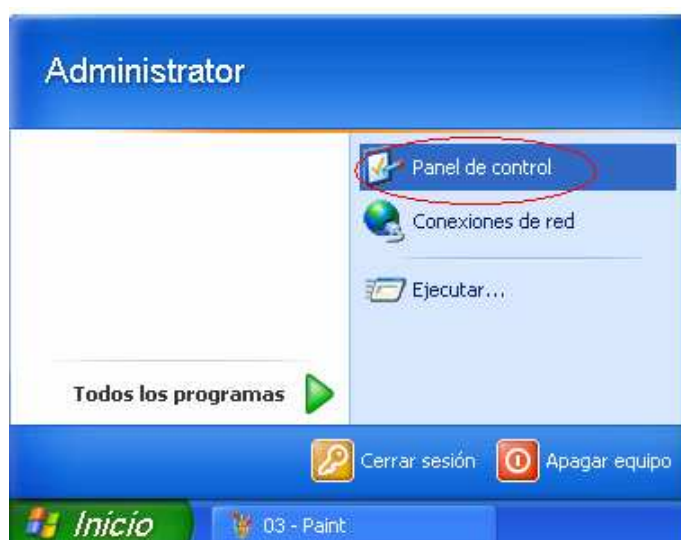 Administrator
Panel de control
Conexiones de red
Ejecutar...
Todos los programas
Cerrar sesión
Apagar equipo
Inicio
03 - Paint